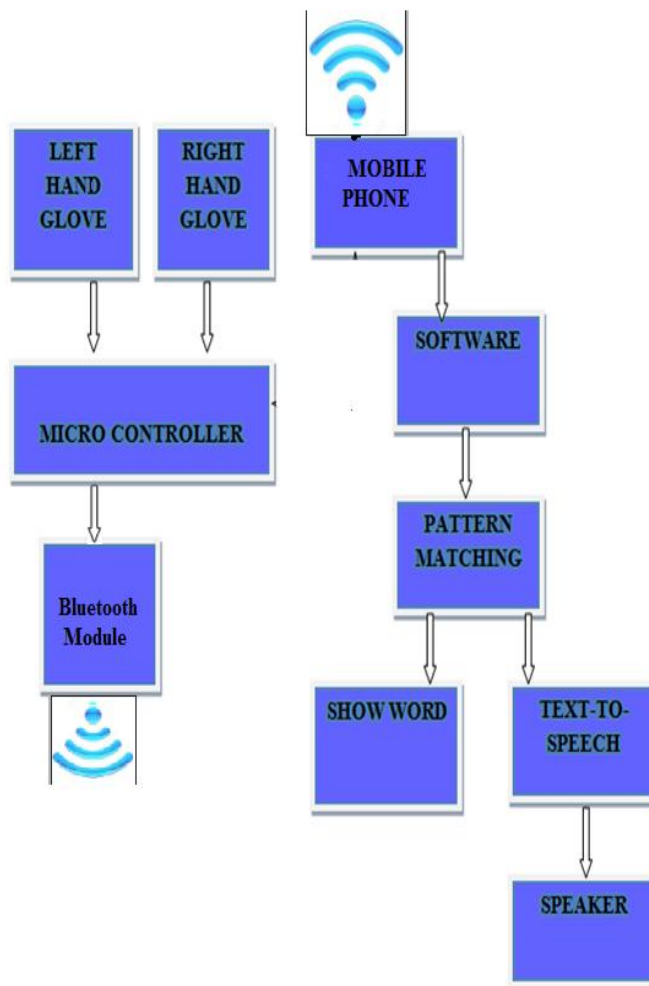 LEFT
HAND
GLOVE
RIGHT
HAND
GLOVE
MICRO CONTROLLER
Bluetooth
Module
MOBILE
PHONE
SOFTWARE
PATTERN
MATCHING
SHOW WORD
TEXT-TO-
SPEECH
SPEAKER